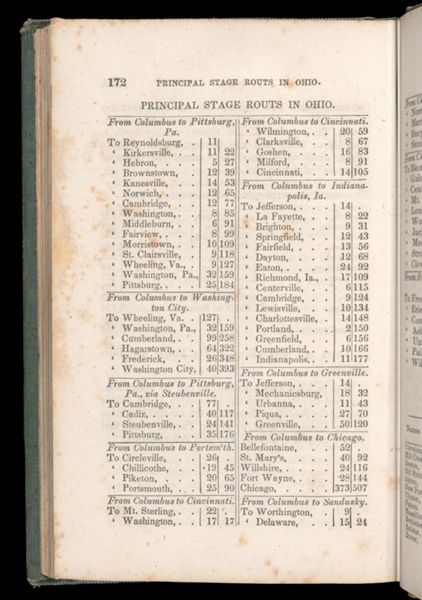 172 PRINCIPAL STAGE ROUTS IN OHIO.
PRINCIPAL STAGE ROUTS IN OHIO.
From Columbus to Pittsburg,
Pa.
To Reynoldsburg, . 11
" Kirkersville, . . 11 22
" Hebron, . . . 5 27
" Brownstown, . 12 39
" Kanesville, . . 14 53
" Norwich, . . . 12 65
" Cambridge, . . 12 77
" Washington, . . 8 85
" Middleburn, . . 6 91
" Fairview, . . . 8 99
" Morristown, . . 10 109
" St. Clairsville, . 9 118
" Wheeling, Va., . 9 127
" Washington, Pa., 32 159
" Pittsburg, . . . 25 184
From Columbus to Washing-
ton City.
To Wheeling, Va. . 127 .
" Washington, Pa., 32 159
" Cumberland, . . 99 258
" Hagarstown, . . 64 322
" Frederick, . . 26 348
" Washington City, 40 393
From Columbus to Pittsburg,
Pa., via Steubenville.
To Cambridge, . . 77
" Cadiz, . . . . 40 117
" Steubenville, . . 24 141
" Pittsburg, . . 35 176
From Columbus to Portsm'th.
To Circleville, . . 26 .
" Chillicothe, . . 19 45
" Piketon, . . . 20 65
" Portsmouth, . . 25 90
From Columbus to Cincinnati.
To Mt. Sterling, . . 22 .
" Washington, . . 17 17
From Columbus to Cincinnati.
" Wilmington, . . 20 59
" Clarksville, . . 8 67
" Goshen, . . . 16 83
" Milford, . . . 8 91
" Cincinnati, . . 14 105
From Columbus to Indiana-
polis, Ia.
To Jefferson, . . . 14 .
" La Fayette, . . 8 22
" Brighton, . . . 9 31
" Springfield, . . 12 43
" Fairfield, . . . 13 56
" Dayton, . . . 12 68
" Eaton, . . . . 24 92
" Richmond, Ia., . 17 109
" Centerville, . . 6 115
" Cambridge, . . 9 124
" Lewisville, . . 10 134
" Charlottesville, . 14 148
" Portland, . . . 2 150
" Greenfield, . . 6 156
" Cumberland, . . 10 166
" Indianapolis, . . 11 177
From Columbus to Greenville.
To Jefferson, . . . 14 .
" Mechanicsburg, 18 32
" Urbanna, . . . 11 43
" Piqua, . . . . 27 70
" Greenville, . . 50 120
From Columbus to Chicago.
Bellefontaine, . . 52 .
St. Mary's, . . . 40 92
Willshire, . . . . 24 116
Fort Wayne, . . . 28 144
Chicago, . . . . 373 507
From Columbus to Sandusky.
To Worthington, . 9 .
" Delaware, . . 15 24